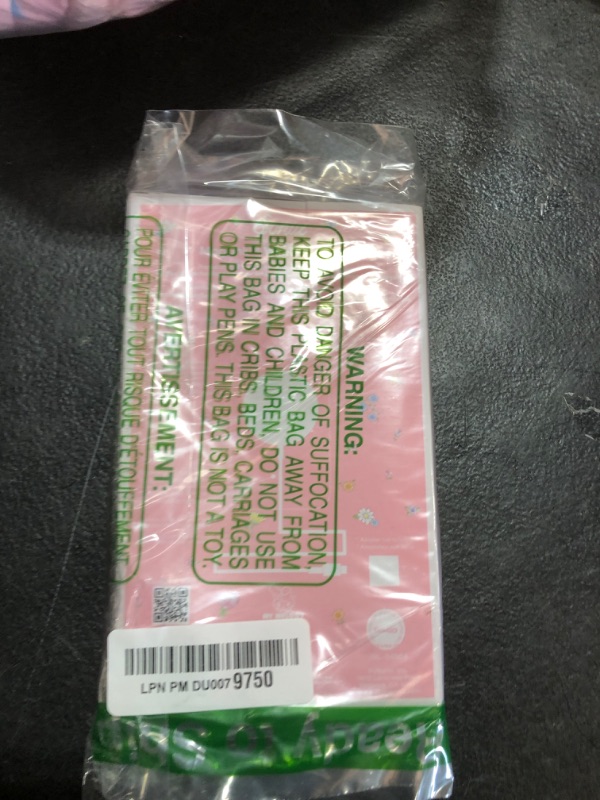 WARNING:
TO AVOID DANGER OF SUFFOCATION,
KEEP THIS PLASTIC BAG AWAY FROM
BABIES AND CHILDREN. DO NOT USE
THIS BAG IN CRIBS, BEDS, CARRIAGES
OR PLAY PENS. THIS BAG IS NOT A TOY.
AVERTISSEMENT:
POUR EVITER TOUT RISQUE D'ETOUFFEMENT
LPN PM DU007 9750
Ready to